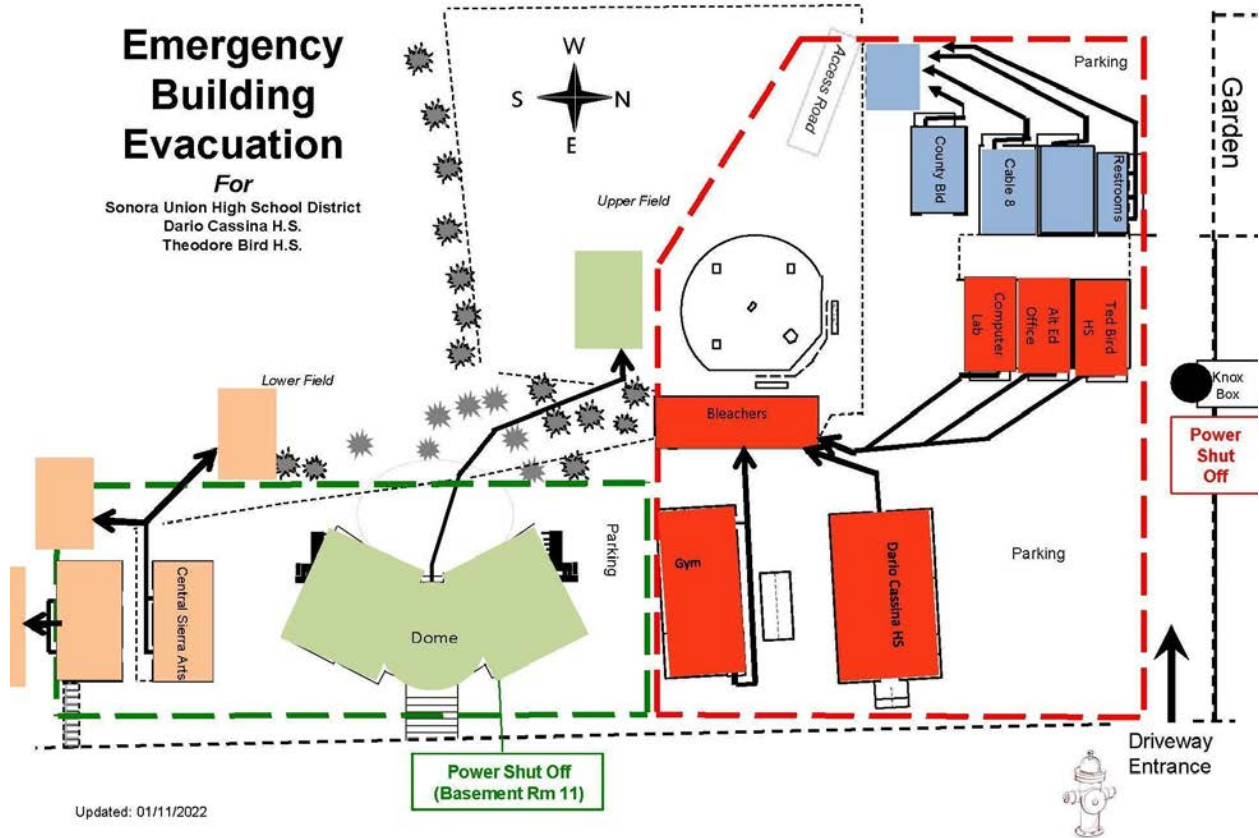 Emergency
Building
Evacuation
For
Sonora Union High School District
Dario Cassina H.S.
Theodore Bird H.S.
W
S
N
E
Access Road
Parking
Garden
County Bld
Cable 8
Restrooms
Upper Field
Computer
Lab
Alt Ed
Office
Ted Bird
HS
Knox
Box
Power
Shut
Off
Lower Field
Bleachers
Central Sierra Arts
Dome
Parking
Gym
Dario Cassina HS
Parking
Driveway
Entrance
Power Shut Off
(Basement Rm 11)
Updated: 01/11/2022